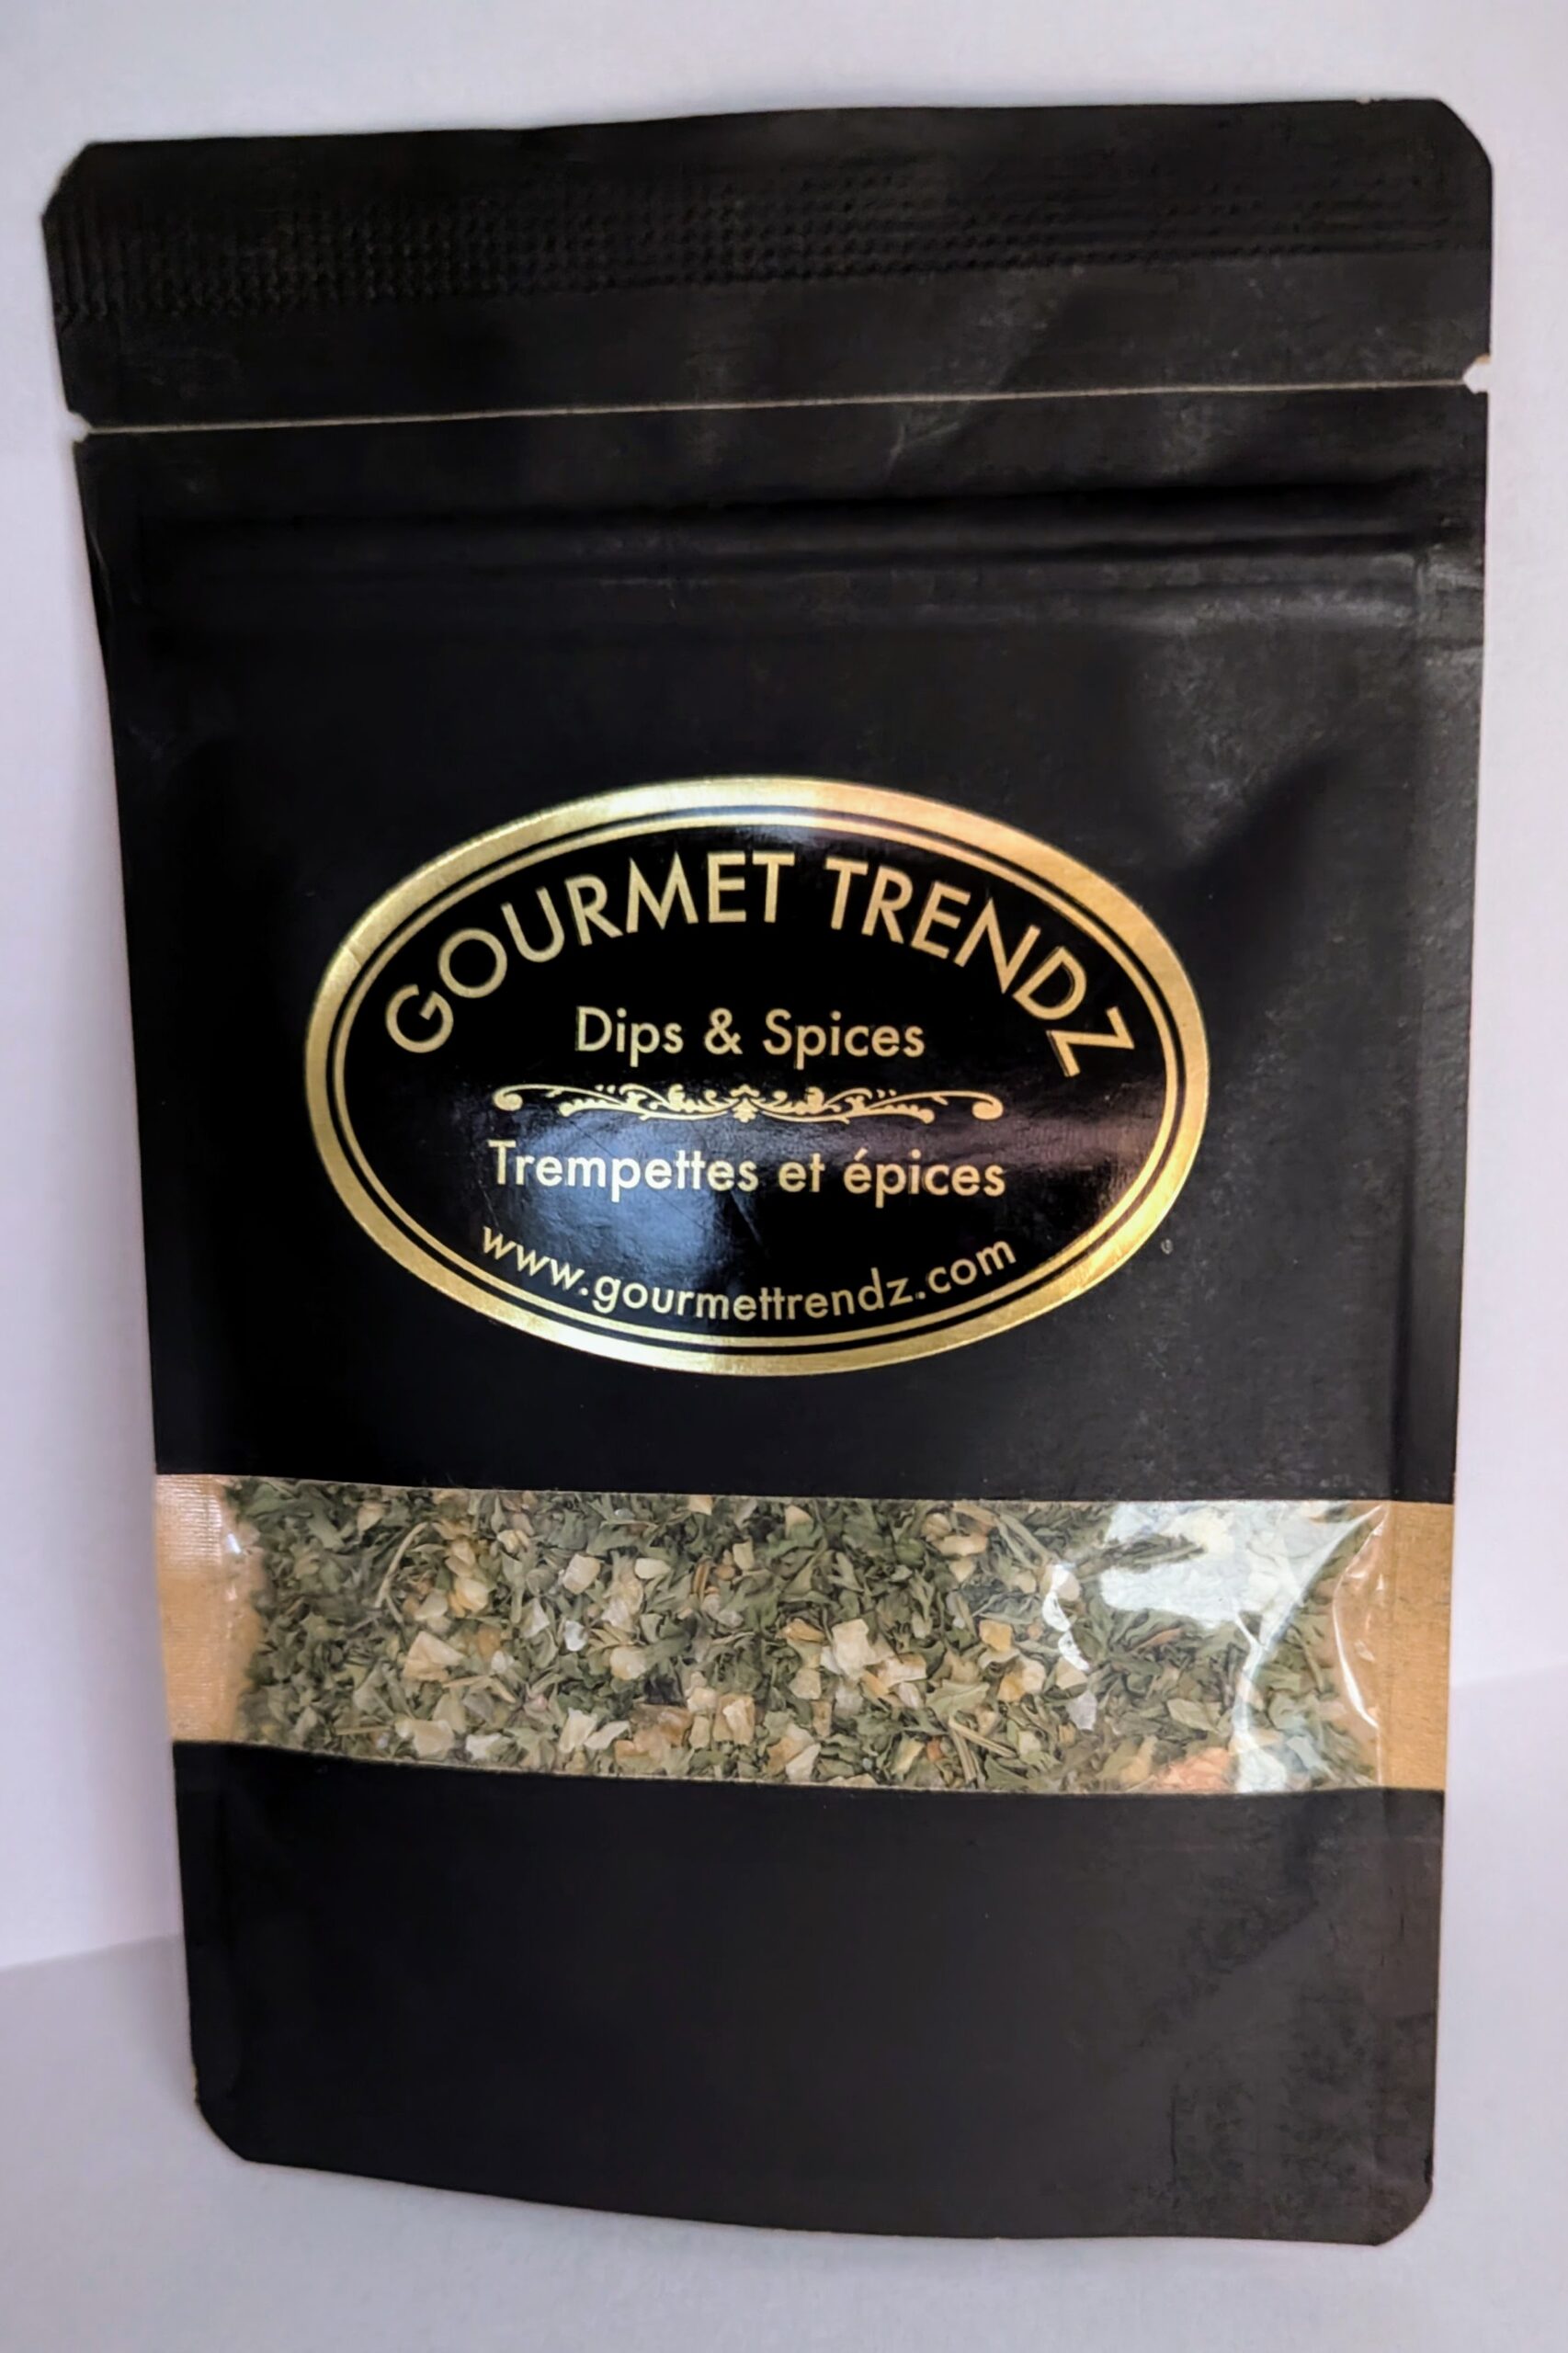 GOURMET TRENDZ
Dips & Spices
Trempettes et épices
www.gourmettrendz.com